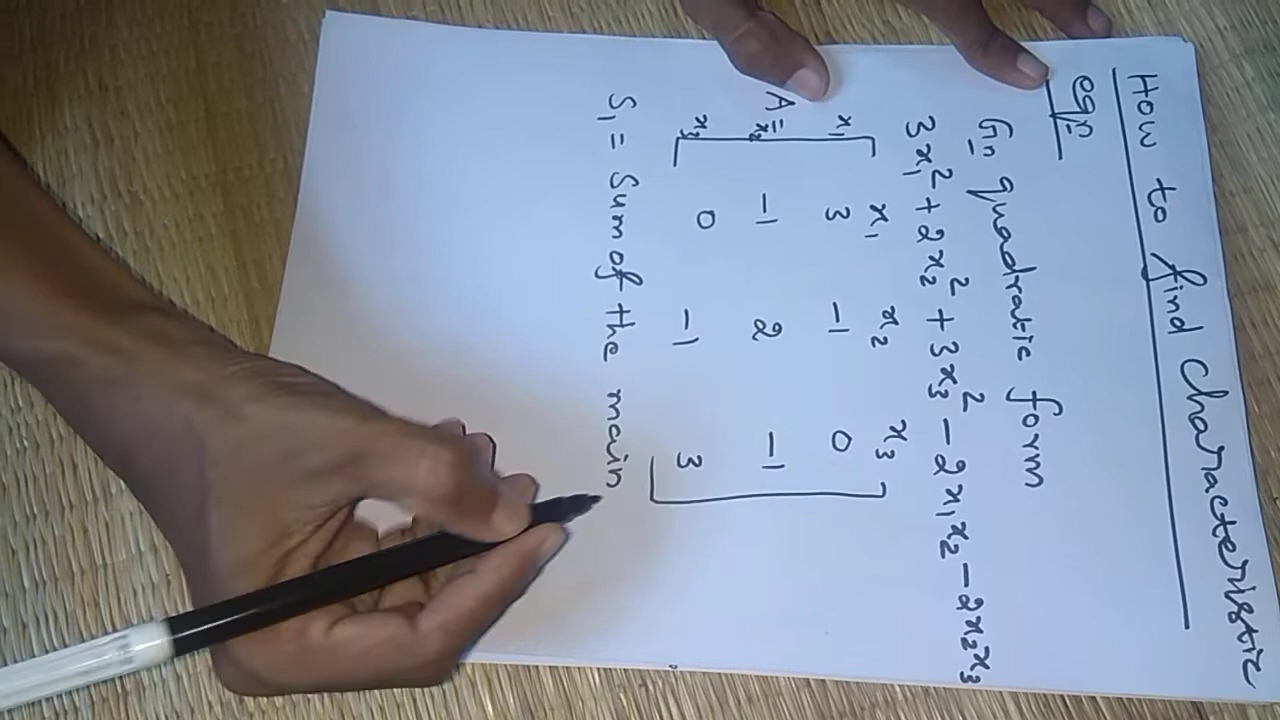 How to find characteristic
eqn
Gn quadratic form
3x₁² + 2x₂² + 3x₃² - 2x₁x₂ - 2x₂x₃
x₁ x₂ x₃
x₁ 3 -1 0
A = x₂ -1 2 -1
x₃ 0 -1 3
S₁ = Sum of the main